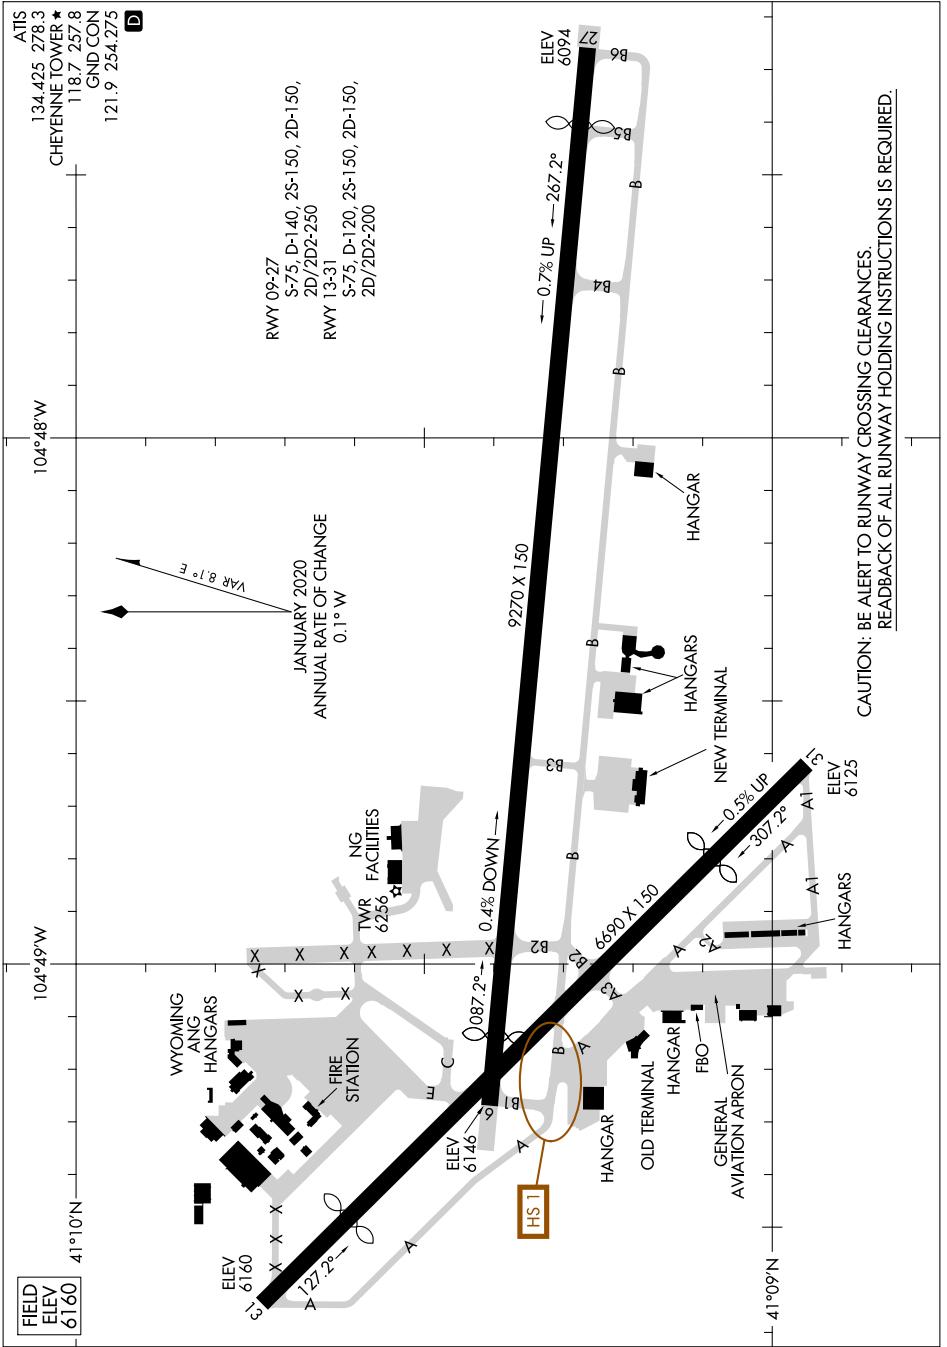 ATIS
134.425 278.3
CHEYENNE TOWER ★
118.7 257.8
GND CON
121.9 254.275
D
FIELD
ELEV
6160
104°49'W
104°48'W
41°10'N
41°09'N
RWY 09-27
S-75, D-140, 2S-150, 2D-150,
2D/2D2-250
RWY 13-31
S-75, D-120, 2S-150, 2D-150,
2D/2D2-200
VAR 8.1° E
JANUARY 2020
ANNUAL RATE OF CHANGE
0.1° W
WYOMING
ANG
HANGARS
FIRE
STATION
TWR
6256
NG
FACILITIES
ELEV
6160
13
127.2°
ELEV
6146
9
087.2°
0.4% DOWN
9270 X 150
0.7% UP
267.2°
ELEV
6094
27
6690 X 150
0.5% UP
307.2°
ELEV
6125
31
X
X
X
X
X
X
X
X
X
X
X
X
X
X
A
A
A
A
A
A
A1
A1
A2
A3
B
B
B
B
B
B1
B2
B2
B3
B4
B5
B6
C
E
HS 1
HANGAR
OLD TERMINAL
HANGAR
FBO
GENERAL
AVIATION APRON
HANGARS
NEW TERMINAL
HANGARS
HANGAR
CAUTION: BE ALERT TO RUNWAY CROSSING CLEARANCES.
READBACK OF ALL RUNWAY HOLDING INSTRUCTIONS IS REQUIRED.